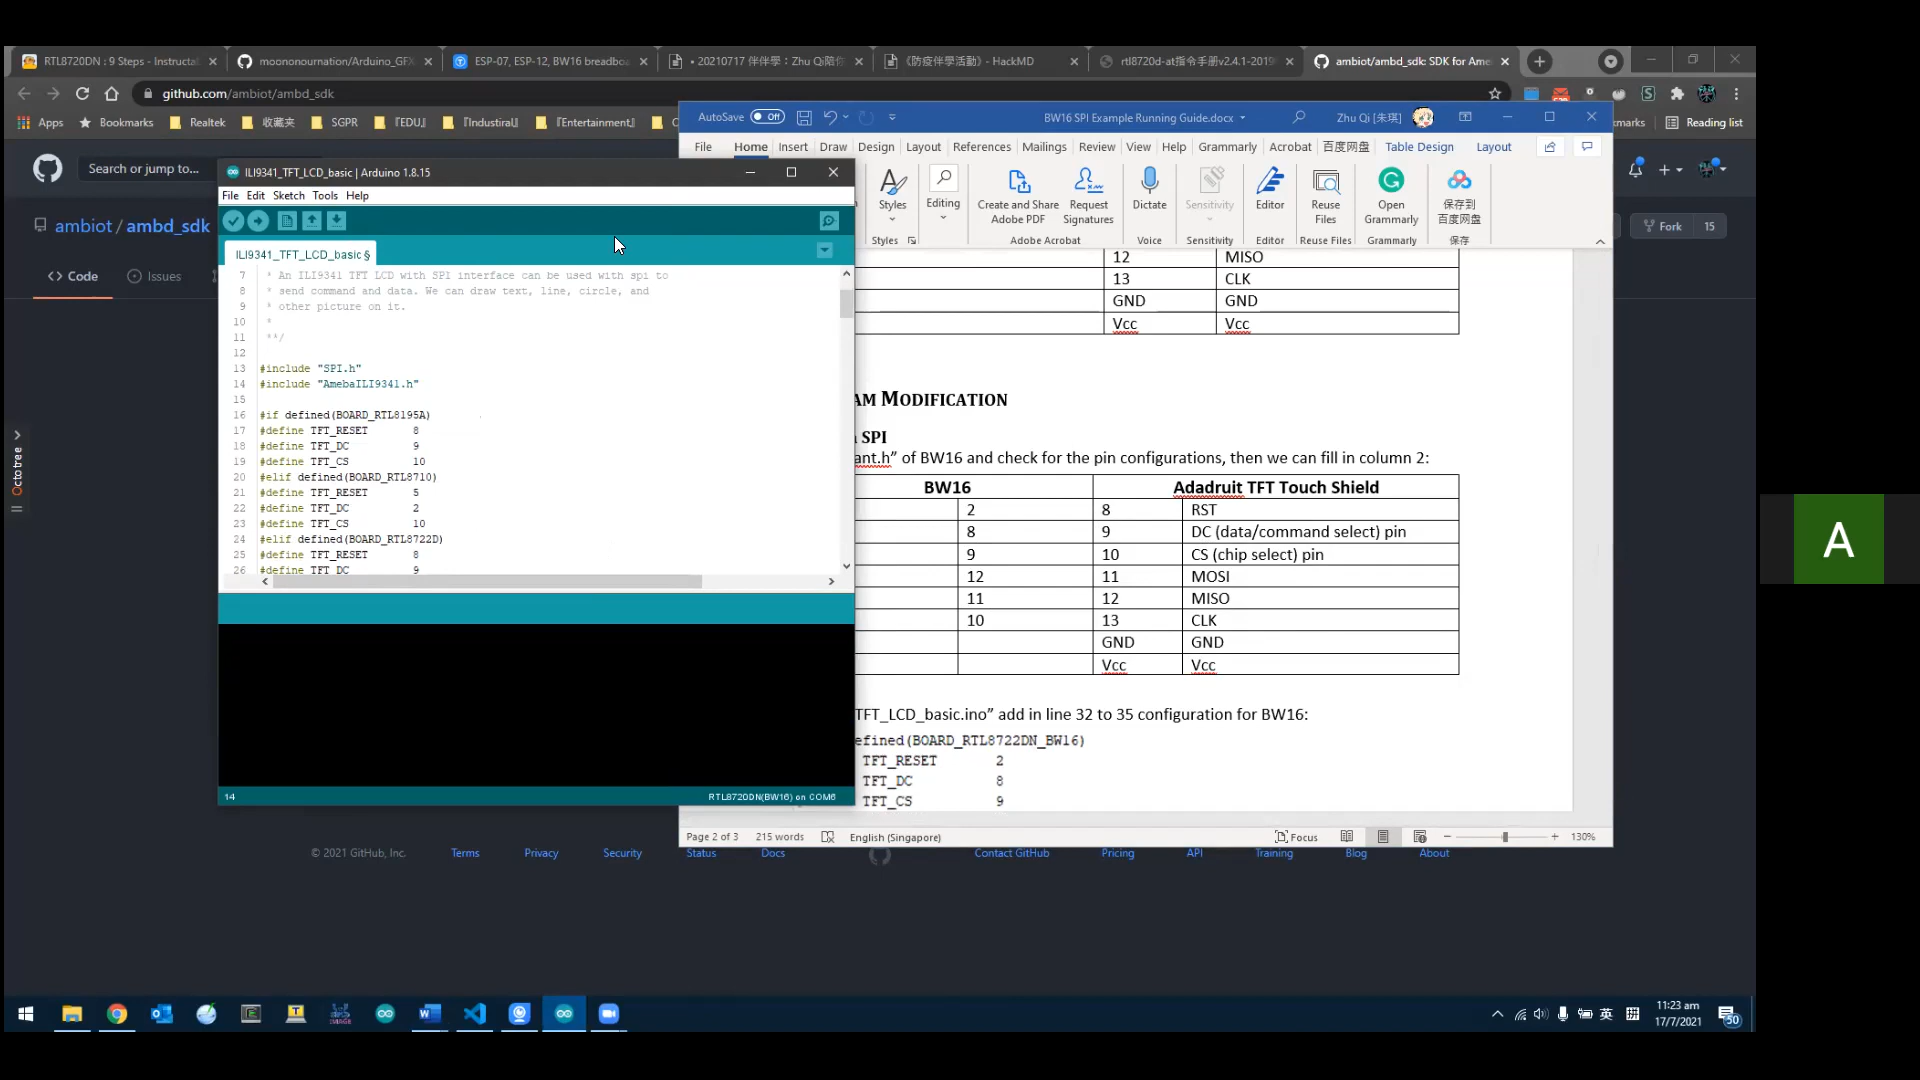 RTL8720DN : 9 Steps - Instructal
moononournation/Arduino_GFX
ESP-07, ESP-12, BW16 breadboa
• 20210717 伴伴學：Zhu Qi陪你
《防疫伴學活動》 - HackMD
rtl8720d-at指令手册v2.4.1-2019
ambiot/ambd_sdk: SDK for Ame
github.com/ambiot/ambd_sdk
Apps
Bookmarks
Realtek
收藏夹
SGPR
『EDU』
『Industiral』
『Entertainment』
marks
Reading list
Search or jump to...
ambiot / ambd_sdk
Fork 15
Code
Issues
Octotree
ILI9341_TFT_LCD_basic | Arduino 1.8.15
File Edit Sketch Tools Help
ILI9341_TFT_LCD_basic §
7 * An ILI9341 TFT LCD with SPI interface can be used with spi to
8 * send command and data. We can draw text, line, circle, and
9 * other picture on it.
10 *
11 **/
12
13 #include "SPI.h"
14 #include "AmebaILI9341.h"
15
16 #if defined(BOARD_RTL8195A)
17 #define TFT_RESET 8
18 #define TFT_DC 9
19 #define TFT_CS 10
20 #elif defined(BOARD_RTL8710)
21 #define TFT_RESET 5
22 #define TFT_DC 2
23 #define TFT_CS 10
24 #elif defined(BOARD_RTL8722D)
25 #define TFT_RESET 8
26 #define TFT_DC 9
14
RTL8720DN(BW16) on COM6
AutoSave Off
BW16 SPI Example Running Guide.docx
Zhu Qi [朱琪]
File Home Insert Draw Design Layout References Mailings Review View Help Grammarly Acrobat 百度网盘 Table Design Layout
Styles
Editing
Create and Share Adobe PDF
Request Signatures
Dictate
Sensitivity
Editor
Reuse Files
Open Grammarly
保存到百度网盘
Styles
Adobe Acrobat
Voice
Sensitivity
Editor
Reuse Files
Grammarly
保存
12 MISO
13 CLK
GND GND
Vcc Vcc
AM MODIFICATION
SPI
ant.h” of BW16 and check for the pin configurations, then we can fill in column 2:
BW16 Adadruit TFT Touch Shield
2 8 RST
8 9 DC (data/command select) pin
9 10 CS (chip select) pin
12 11 MOSI
11 12 MISO
10 13 CLK
GND GND
Vcc Vcc
TFT_LCD_basic.ino” add in line 32 to 35 configuration for BW16:
efined(BOARD_RTL8722DN_BW16)
TFT_RESET 2
TFT_DC 8
TFT_CS 9
Page 2 of 3
215 words
English (Singapore)
Focus
130%
© 2021 GitHub, Inc.
Terms
Privacy
Security
Status
Docs
Contact GitHub
Pricing
API
Training
Blog
About
A
英
拼
11:23 am
17/7/2021
50